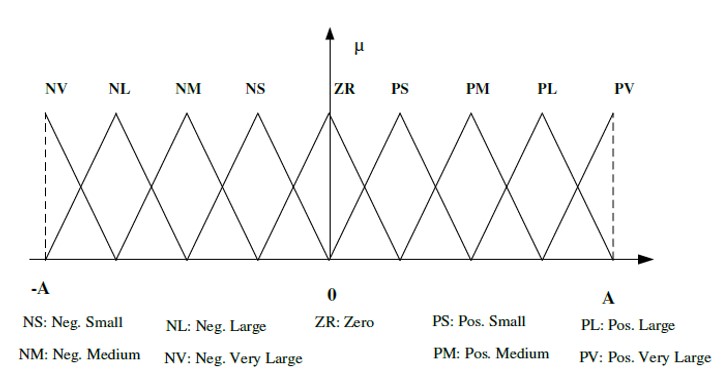 μ
NV NL NM NS ZR PS PM PL PV
-A 0 A
NS: Neg. Small NL: Neg. Large ZR: Zero PS: Pos. Small PL: Pos. Large
NM: Neg. Medium NV: Neg. Very Large PM: Pos. Medium PV: Pos. Very Large